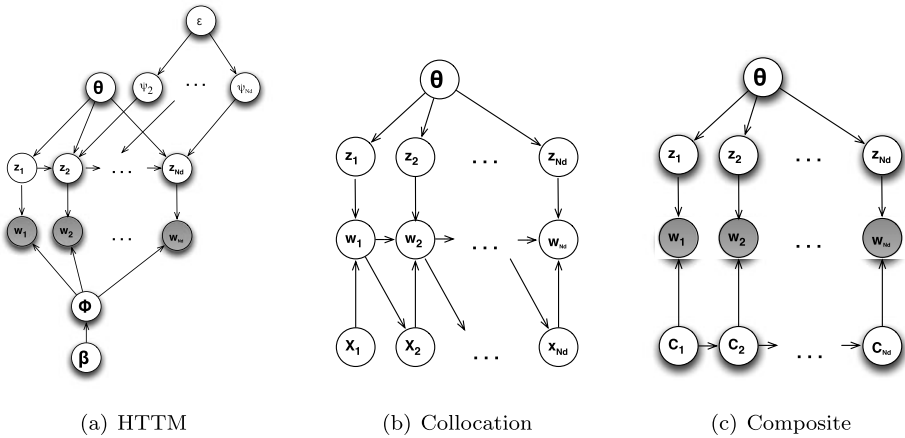 ε
θ ψ₂ . . . ψNd
z₁ z₂ . . . zNd
w₁ w₂ . . . wNd
Φ
β
(a) HTTM
θ
z₁ z₂ . . . zNd
w₁ w₂ . . . wNd
X₁ X₂ . . . xNd
(b) Collocation
θ
z₁ z₂ . . . zNd
w₁ w₂ . . . wNd
C₁ C₂ . . . CNd
(c) Composite